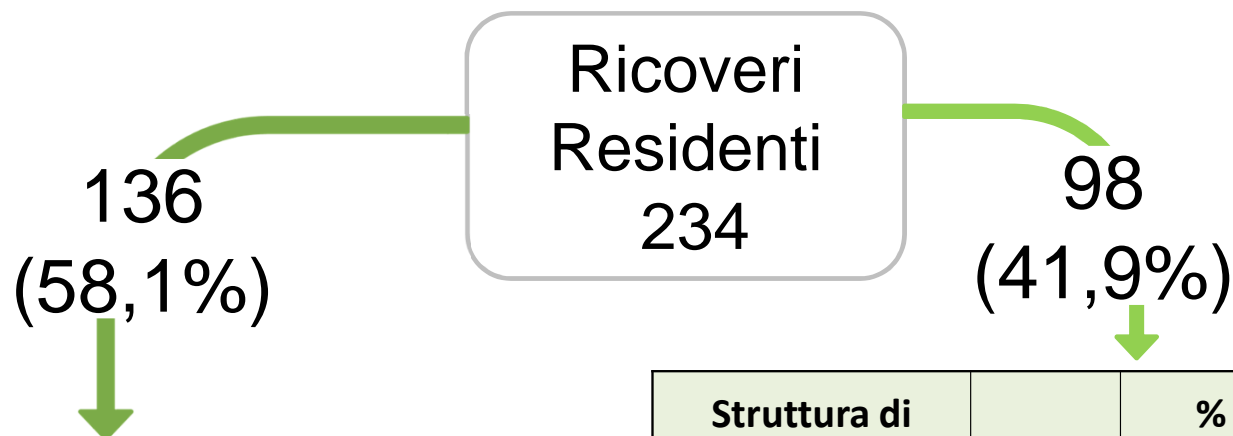 Ricoveri
Residenti
234
136
(58,1%)
98
(41,9%)
Struttura di
%